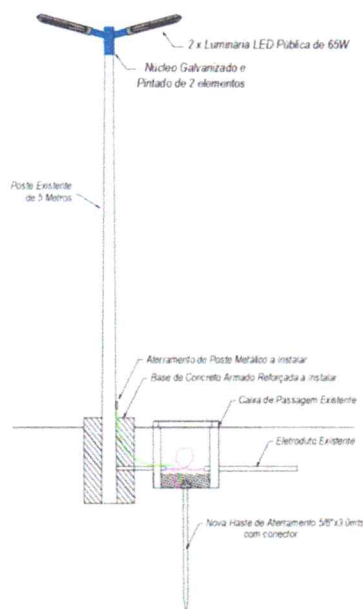 2 x Luminária LED Pública de 65W
Núcleo Galvanizado e
Pintado de 2 elementos
Poste Existente
de 5 Metros
Aterramento de Poste Metálico a instalar
Base de Concreto Armado Reforçada a instalar
Caixa de Passagem Existente
Eletroduto Existente
Nova Haste de Aterramento 5/8"x3.0mts
com conector